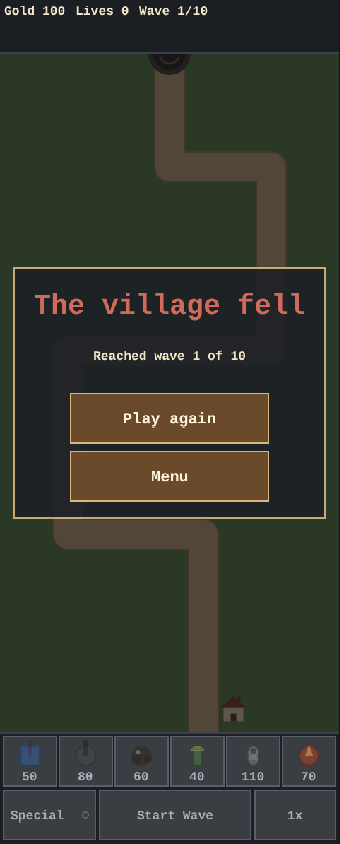 Gold 100 Lives 0 Wave 1/10
The village fell
Reached wave 1 of 10
Play again
Menu
50 80 60 40 110 70
Special Start Wave 1x